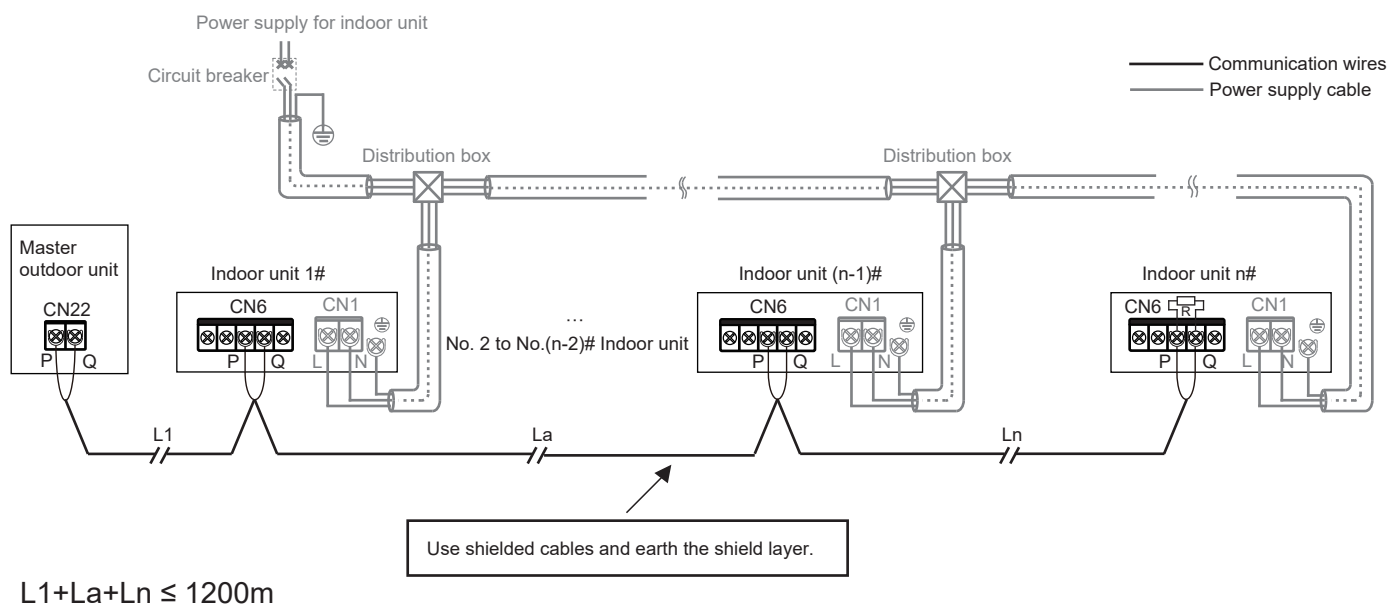 Power supply for indoor unit
Circuit breaker
Communication wires
Power supply cable
Distribution box
Distribution box
Master
outdoor unit
CN22
P Q
Indoor unit 1#
CN6
CN1
P Q
L N
…
No. 2 to No.(n-2)# Indoor unit
Indoor unit (n-1)#
CN6
CN1
P Q
L N
Indoor unit n#
CN6
R
CN1
P Q
L N
L1
La
Ln
Use shielded cables and earth the shield layer.
L1+La+Ln ≤ 1200m